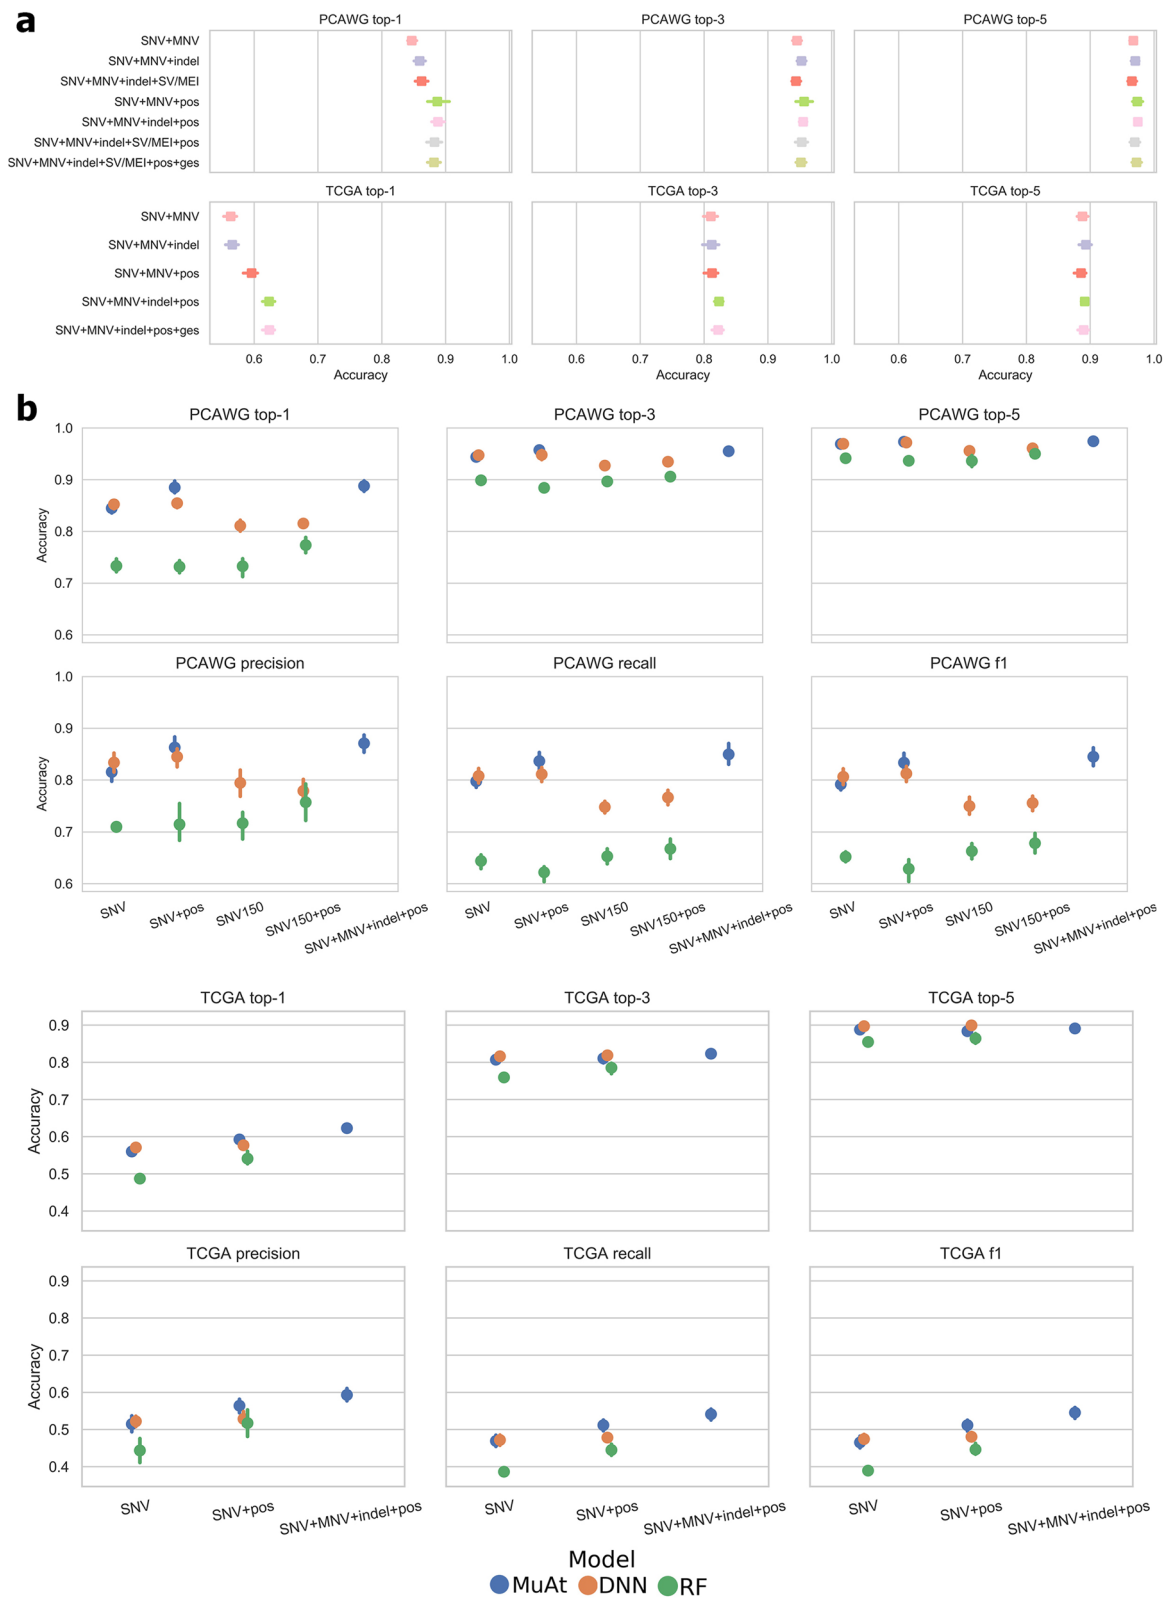 a
PCAWG top-1 PCAWG top-3 PCAWG top-5
SNV+MNV
SNV+MNV+indel
SNV+MNV+indel+SV/MEI
SNV+MNV+pos
SNV+MNV+indel+pos
SNV+MNV+indel+SV/MEI+pos
SNV+MNV+indel+SV/MEI+pos+ges
TCGA top-1 TCGA top-3 TCGA top-5
SNV+MNV
SNV+MNV+indel
SNV+MNV+pos
SNV+MNV+indel+pos
SNV+MNV+indel+pos+ges
0.6 0.7 0.8 0.9 1.0 0.6 0.7 0.8 0.9 1.0 0.6 0.7 0.8 0.9 1.0
Accuracy Accuracy Accuracy
b
PCAWG top-1 PCAWG top-3 PCAWG top-5
1.0
0.9
0.8
0.7
0.6
Accuracy
PCAWG precision PCAWG recall PCAWG f1
1.0
0.9
0.8
0.7
0.6
Accuracy
SNV SNV+pos SNV150 SNV150+pos SNV+MNV+indel+pos SNV SNV+pos SNV150 SNV150+pos SNV+MNV+indel+pos SNV SNV+pos SNV150 SNV150+pos SNV+MNV+indel+pos
TCGA top-1 TCGA top-3 TCGA top-5
0.9
0.8
0.7
0.6
0.5
0.4
Accuracy
TCGA precision TCGA recall TCGA f1
0.9
0.8
0.7
0.6
0.5
0.4
Accuracy
SNV SNV+pos SNV+MNV+indel+pos SNV SNV+pos SNV+MNV+indel+pos SNV SNV+pos SNV+MNV+indel+pos
Model
MuAt DNN RF